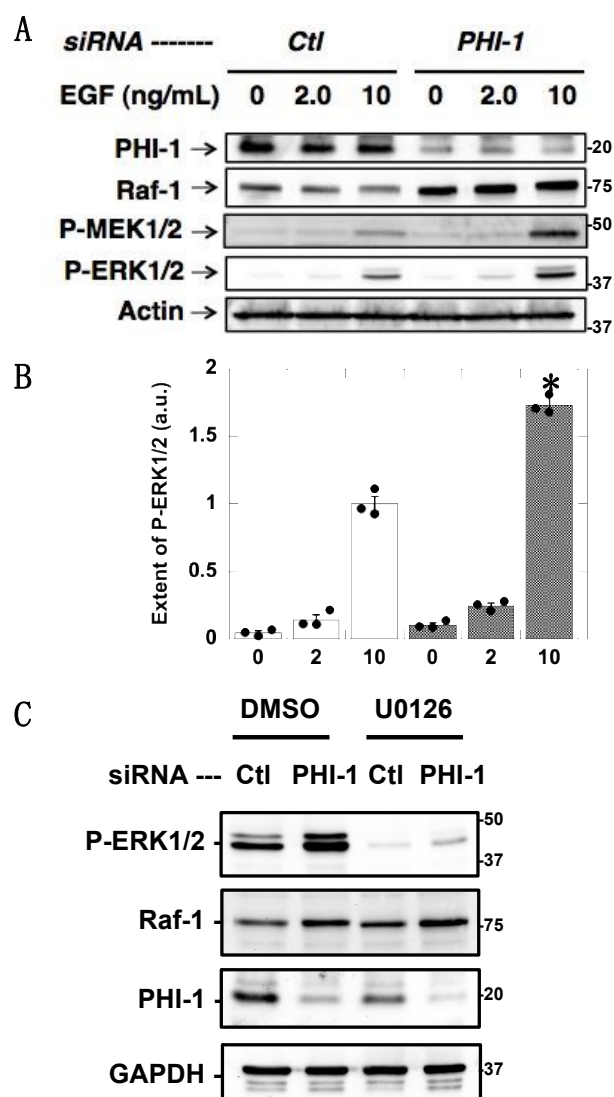 A
siRNA ------- Ctl PHI-1
EGF (ng/mL) 0 2.0 10 0 2.0 10
PHI-1 → -20
Raf-1 → -75
P-MEK1/2 → -50
P-ERK1/2 → -37
Actin → -37
B
Extent of P-ERK1/2 (a.u.)
2
1.5
1
0.5
0
*
0 2 10 0 2 10
C
DMSO U0126
siRNA --- Ctl PHI-1 Ctl PHI-1
-50
P-ERK1/2 -
-37
Raf-1 - -75
PHI-1 - -20
GAPDH - -37